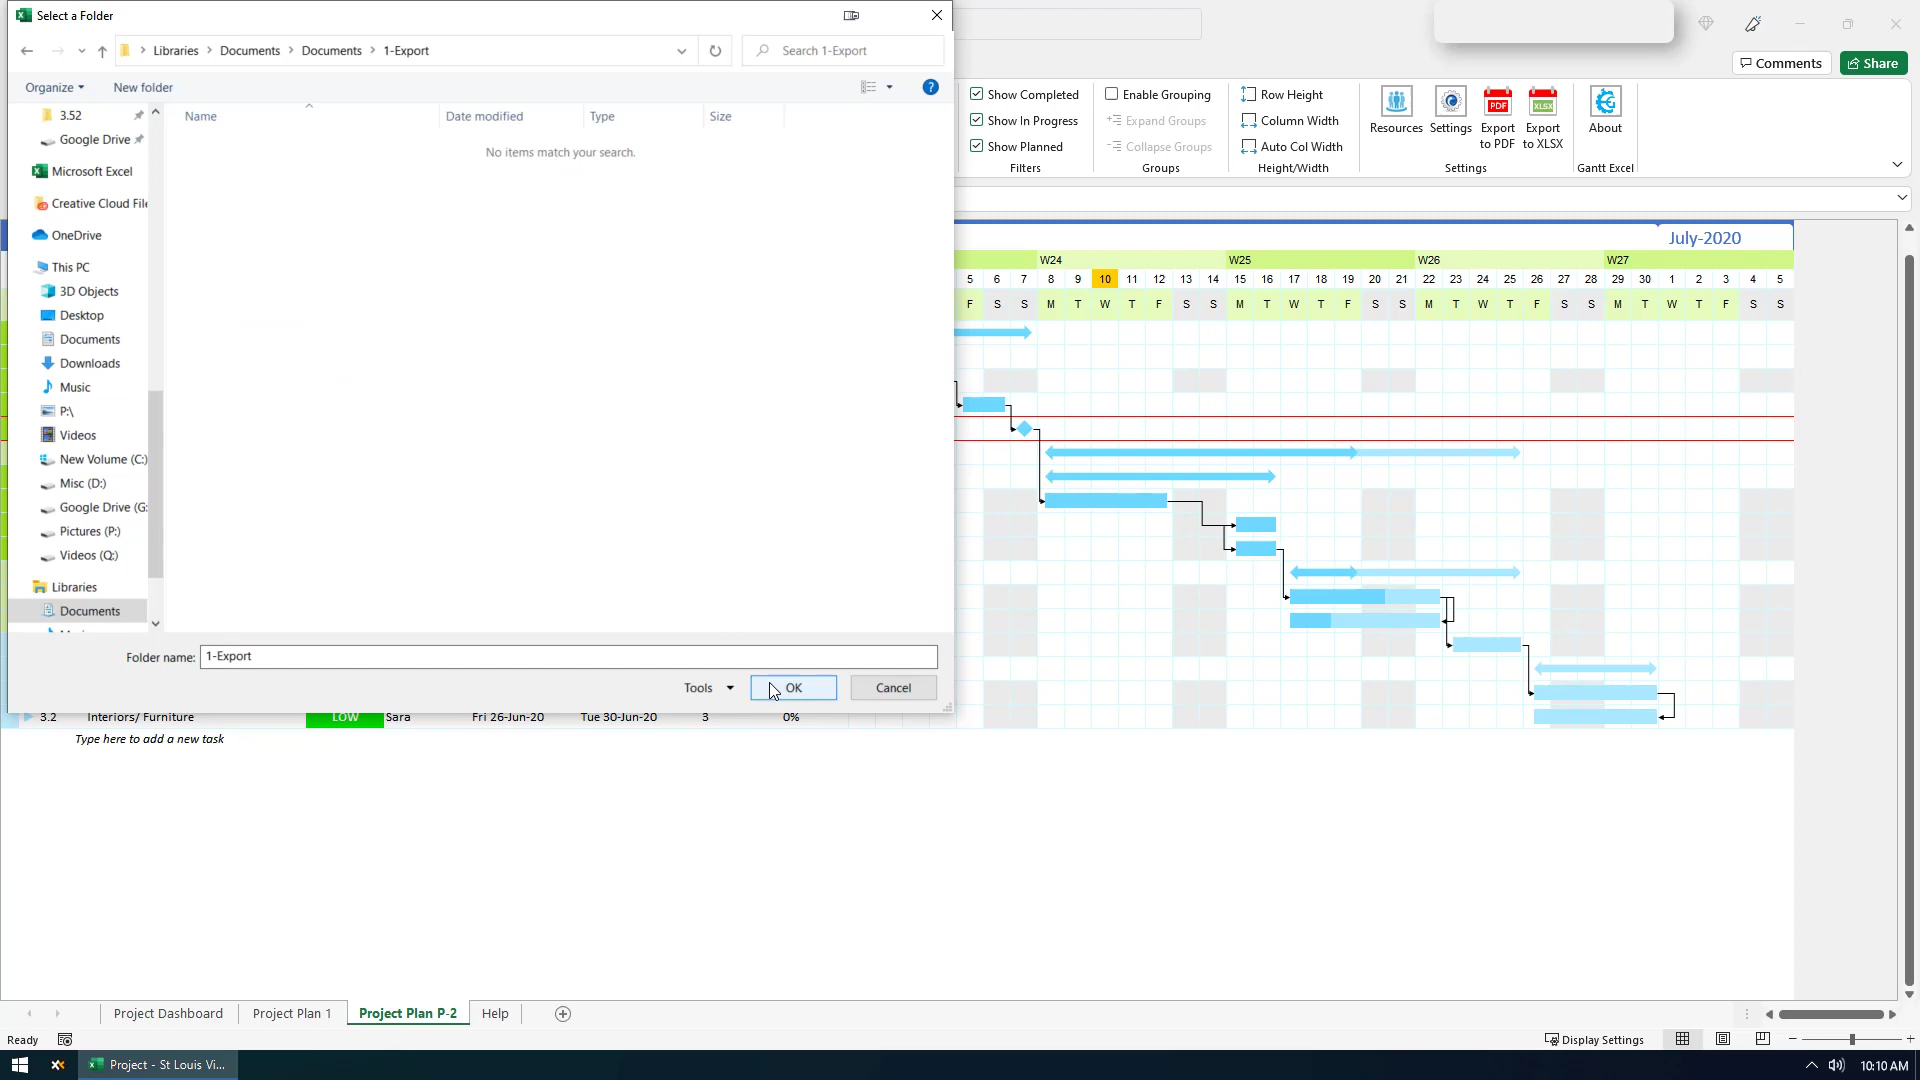 Select a Folder
Libraries > Documents > Documents > 1-Export
Search 1-Export
Organize
New folder
3.52
Google Drive
Microsoft Excel
Creative Cloud File
OneDrive
This PC
3D Objects
Desktop
Documents
Downloads
Music
P:\
Videos
New Volume (C:)
Misc (D:)
Google Drive (G:
Pictures (P:)
Videos (Q:)
Libraries
Documents
Name
Date modified
Type
Size
No items match your search.
Folder name: 1-Export
Tools
OK
Cancel
Comments
Share
Show Completed
Show In Progress
Show Planned
Filters
Enable Grouping
Expand Groups
Collapse Groups
Groups
Row Height
Column Width
Auto Col Width
Height/Width
Resources
Settings
PDF
Export
to PDF
XLSX
Export
to XLSX
Settings
About
Gantt Excel
July-2020
W24 W25 W26 W27
5 6 7 8 9 10 11 12 13 14 15 16 17 18 19 20 21 22 23 24 25 26 27 28 29 30 1 2 3 4 5
F S S M T W T F S S M T W T F S S M T W T F S S M T W T F S S
3.2 Interiors/ Furniture LOW Sara Fri 26-Jun-20 Tue 30-Jun-20 3 0%
Type here to add a new task
Project Dashboard Project Plan 1 Project Plan P-2 Help
Ready
Display Settings
Project - St Louis Vi...
10:10 AM